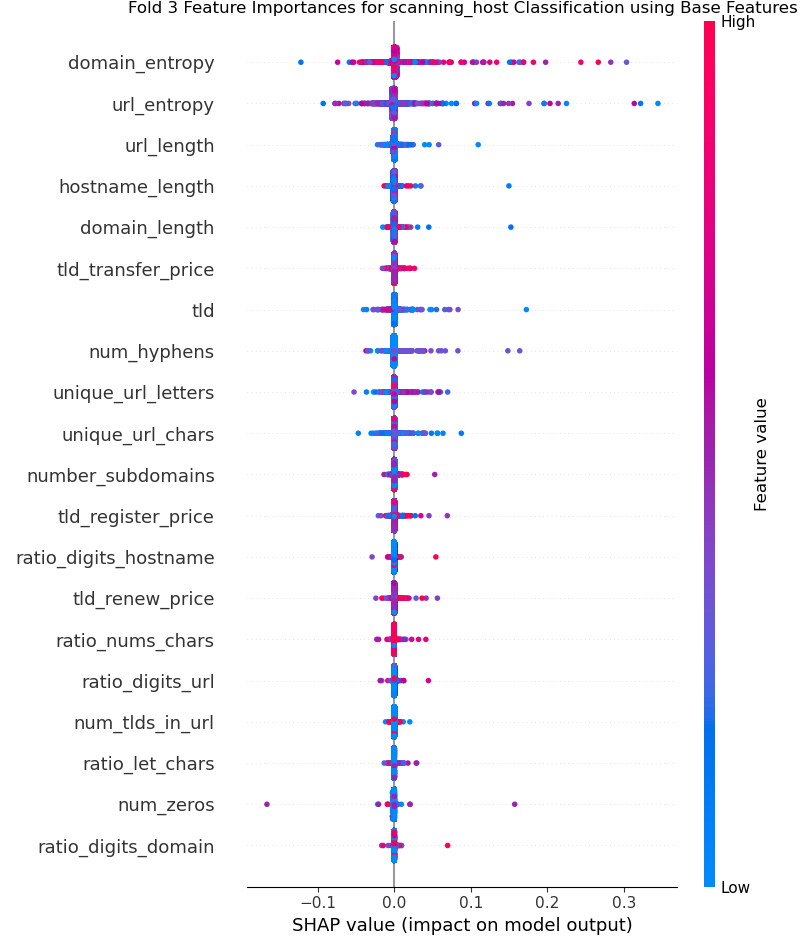 Fold 3 Feature Importances for scanning_host Classification using Base Features
High
domain_entropy
url_entropy
url_length
hostname_length
domain_length
tld_transfer_price
tld
num_hyphens
unique_url_letters
unique_url_chars
number_subdomains
tld_register_price
ratio_digits_hostname
tld_renew_price
ratio_nums_chars
ratio_digits_url
num_tlds_in_url
ratio_let_chars
num_zeros
ratio_digits_domain
Feature value
Low
−0.1 0.0 0.1 0.2 0.3
SHAP value (impact on model output)